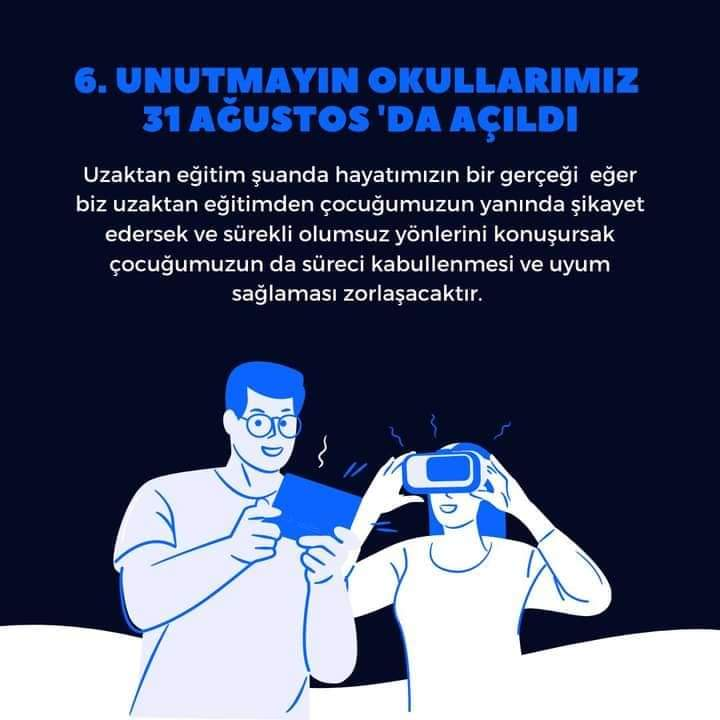 6. UNUTMAYIN OKULLARIMIZ
31 AĞUSTOS 'DA AÇILDI
Uzaktan eğitim şuanda hayatımızın bir gerçeği eğer
biz uzaktan eğitimden çocuğumuzun yanında şikayet
edersek ve sürekli olumsuz yönlerini konuşursak
çocuğumuzun da süreci kabullenmesi ve uyum
sağlaması zorlaşacaktır.